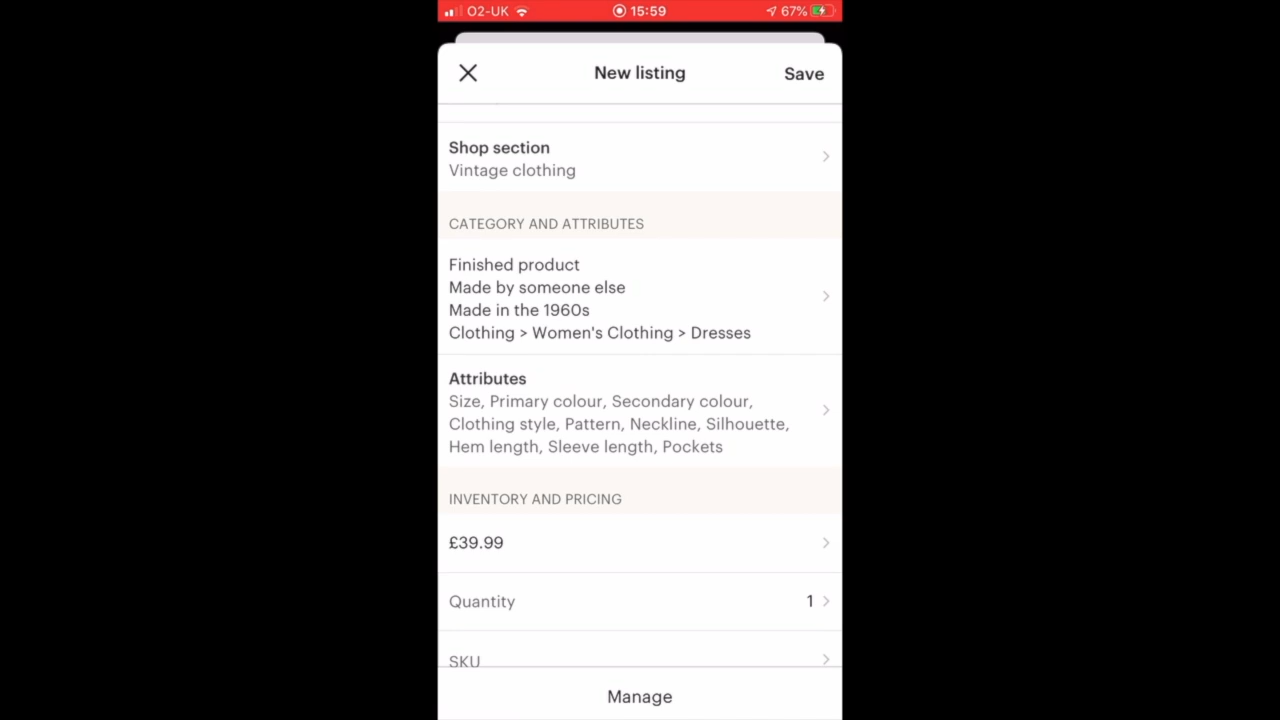 O2-UK 15:59 67%
New listing Save
Shop section
Vintage clothing
CATEGORY AND ATTRIBUTES
Finished product
Made by someone else
Made in the 1960s
Clothing > Women's Clothing > Dresses
Attributes
Size, Primary colour, Secondary colour,
Clothing style, Pattern, Neckline, Silhouette,
Hem length, Sleeve length, Pockets
INVENTORY AND PRICING
£39.99
Quantity 1
SKU
Manage